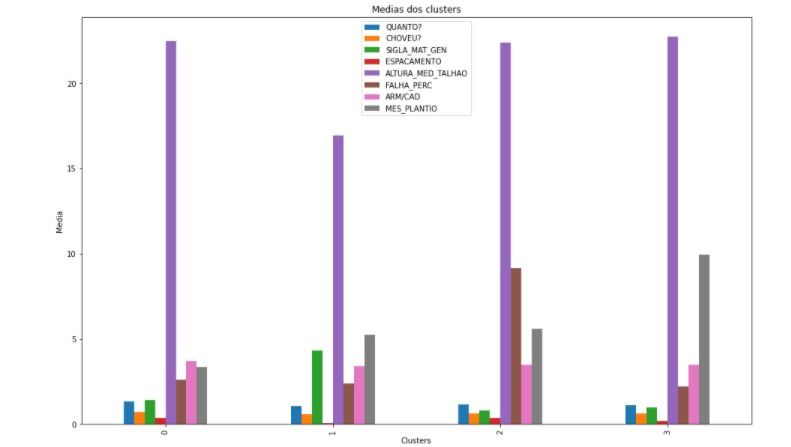 Medias dos clusters
QUANTO?
CHOVEU?
SIGLA_MAT_GEN
ESPACAMENTO
ALTURA_MED_TALHAO
FALHA_PERC
ARM/CAD
MES_PLANTIO
20
15
10
5
0
Media
0
1
2
3
Clusters